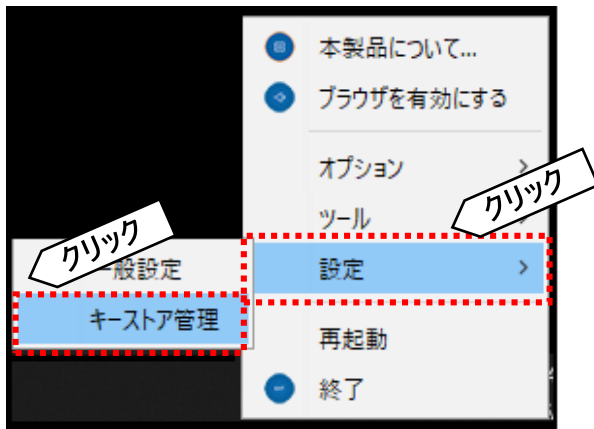 本製品について...
ブラウザを有効にする
オプション
ツール
クリック
設定
クリック
一般設定
キーストア管理
再起動
終了